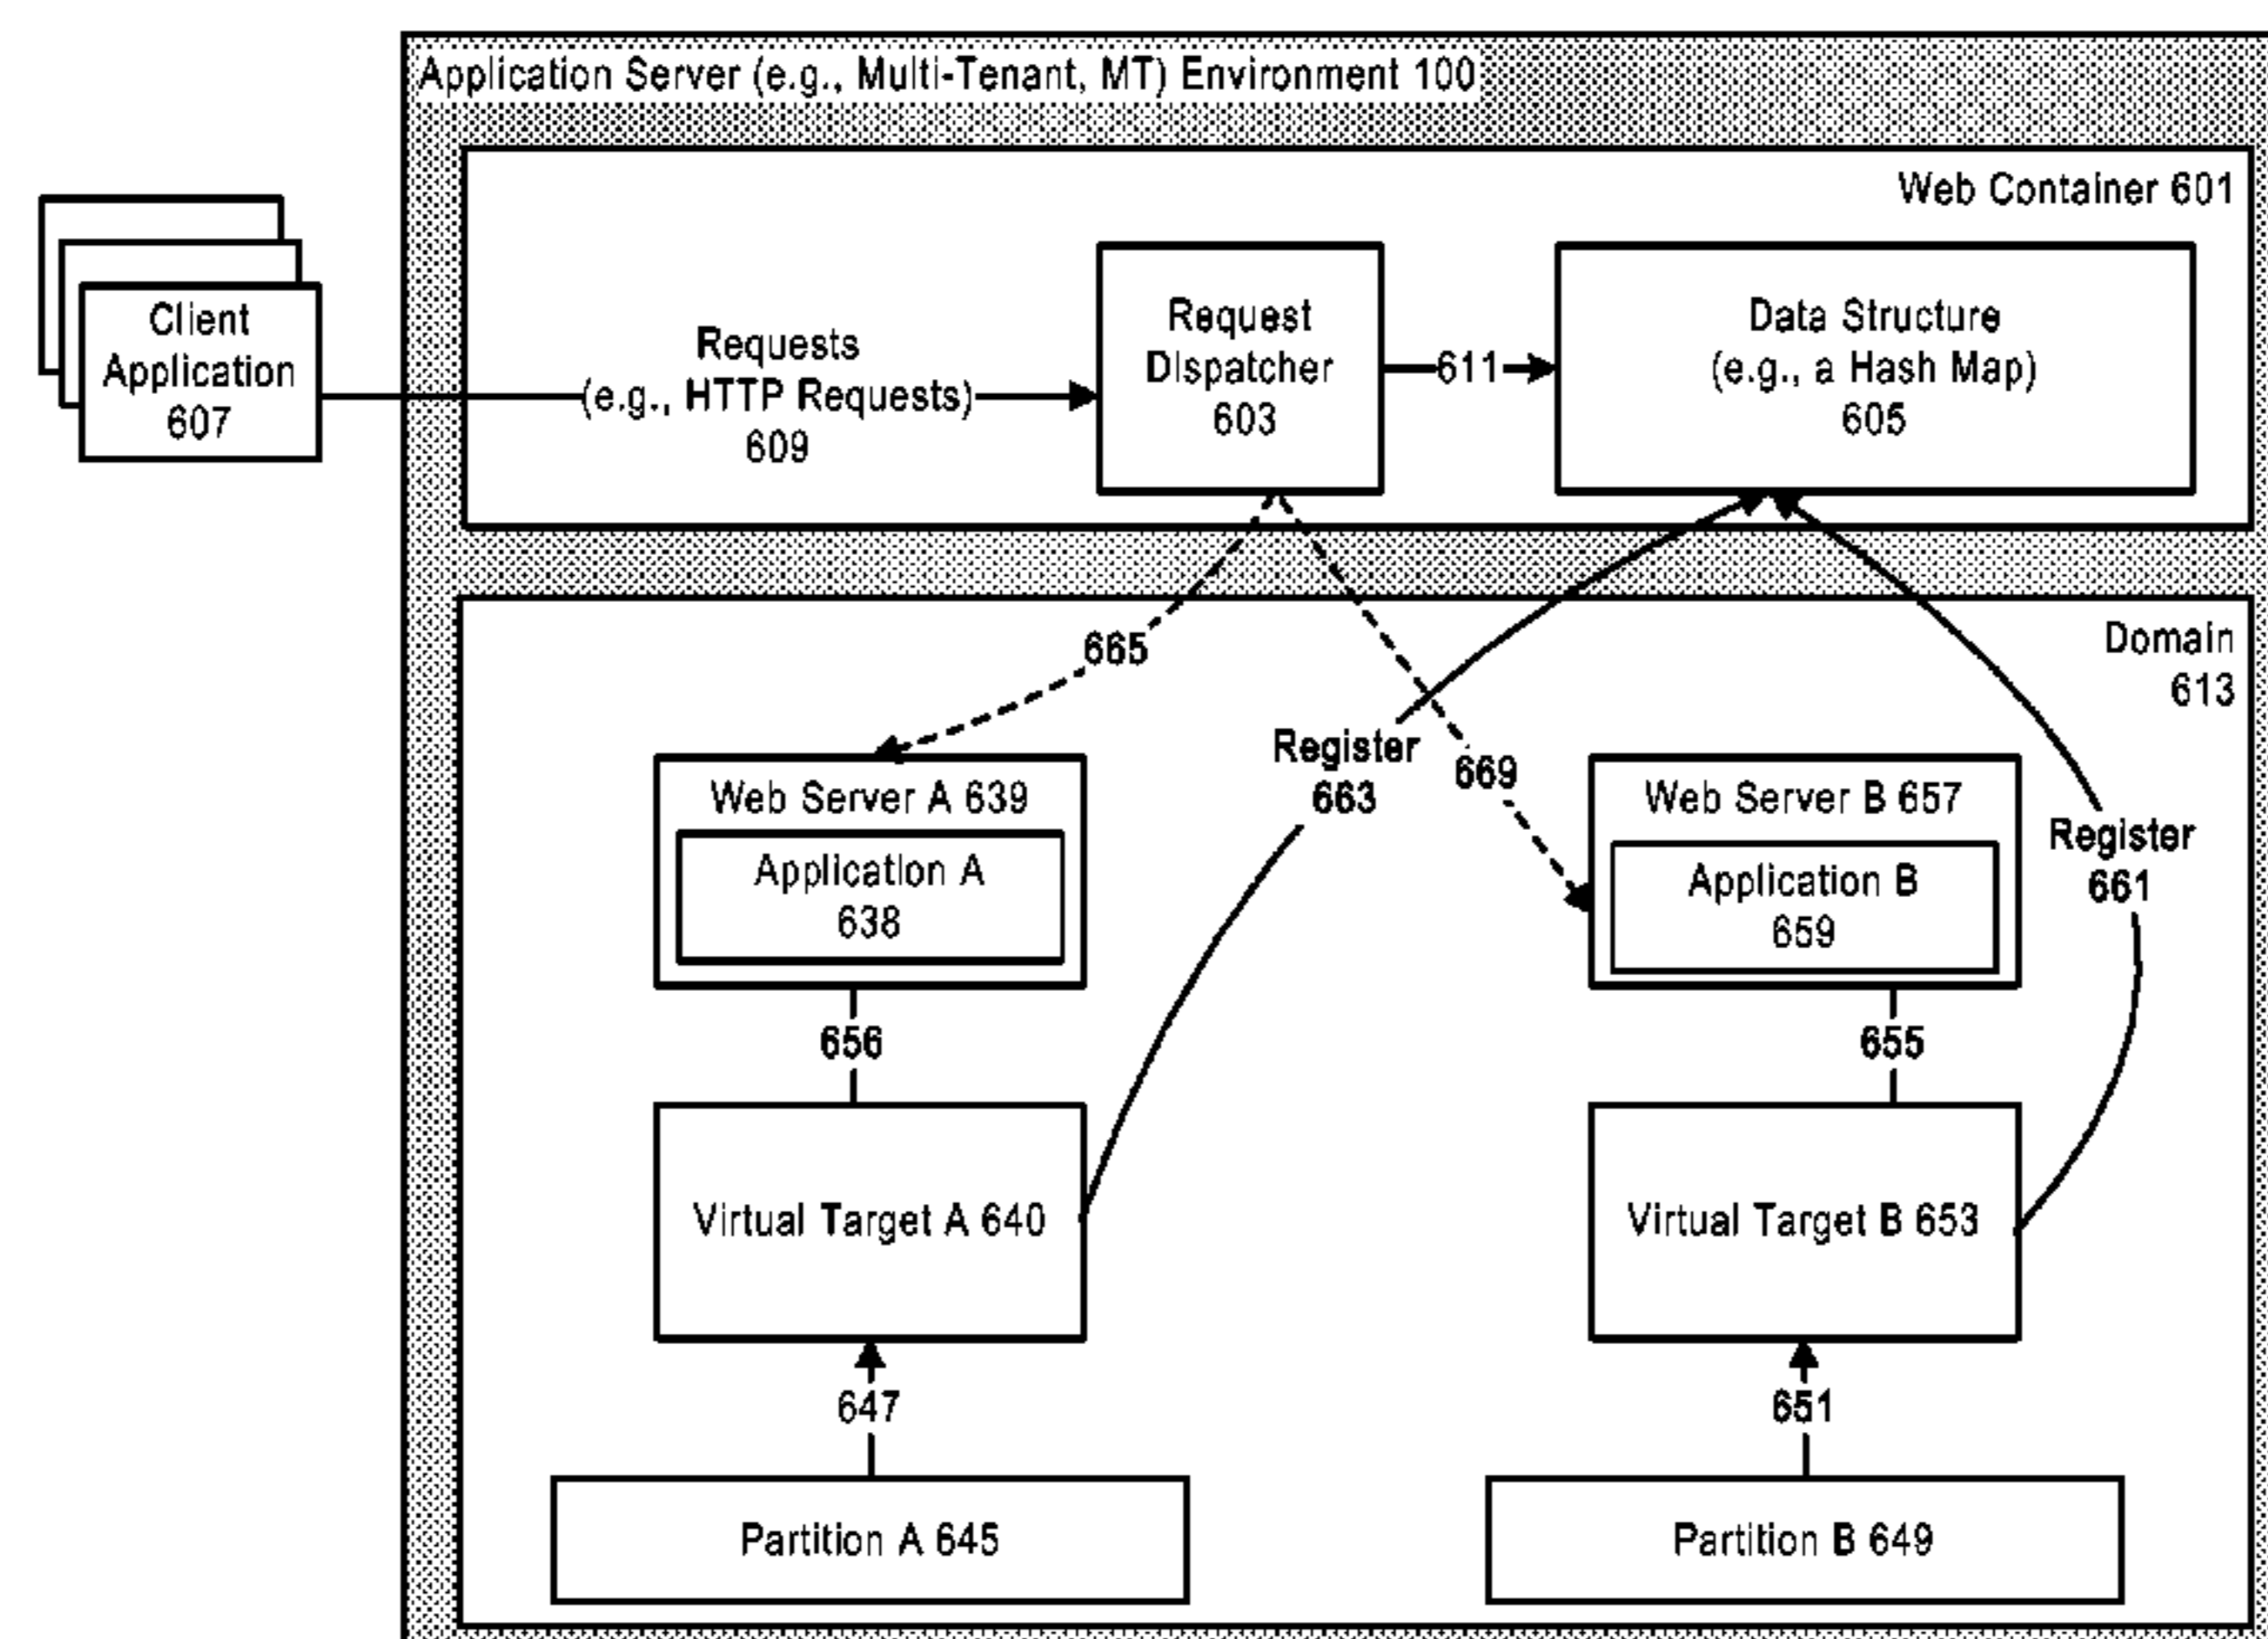 Application Server (e.g., Multi-Tenant, MT) Environment 100
Web Container 601
Client
Application
607
Requests
(e.g., HTTP Requests)
609
Request
Dispatcher
603
611
Data Structure
(e.g., a Hash Map)
605
Domain
613
665
Register
663
669
Web Server A 639
Application A
638
Web Server B 657
Application B
659
Register
661
656
655
Virtual Target A 640
Virtual Target B 653
647
651
Partition A 645
Partition B 649